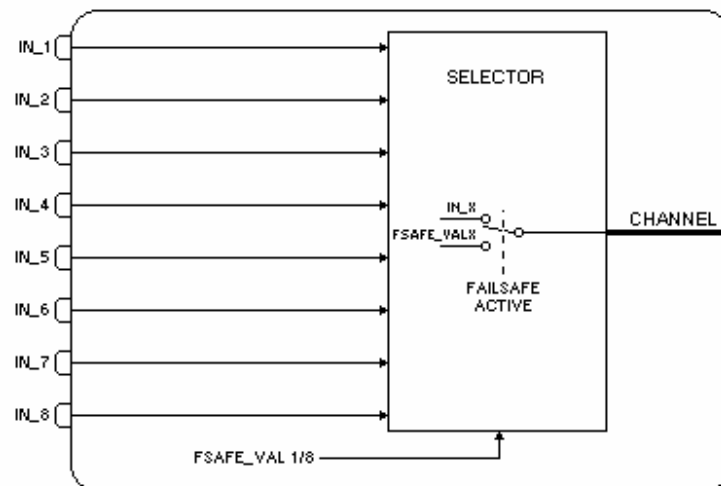 IN_1
IN_2
IN_3
IN_4
IN_5
IN_6
IN_7
IN_8
SELECTOR
IN_X
FSAFE_VALX
FAILSAFE
ACTIVE
CHANNEL
FSAFE_VAL 1/8